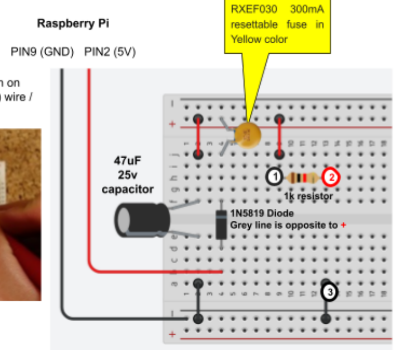 RXEF030 300mA
resettable fuse in
Yellow color
Raspberry Pi
PIN9 (GND) PIN2 (5V)
n on
g wire /
47uF
25v
capacitor
1
2
1k resistor
1N5819 Diode
Grey line is opposite to +
3